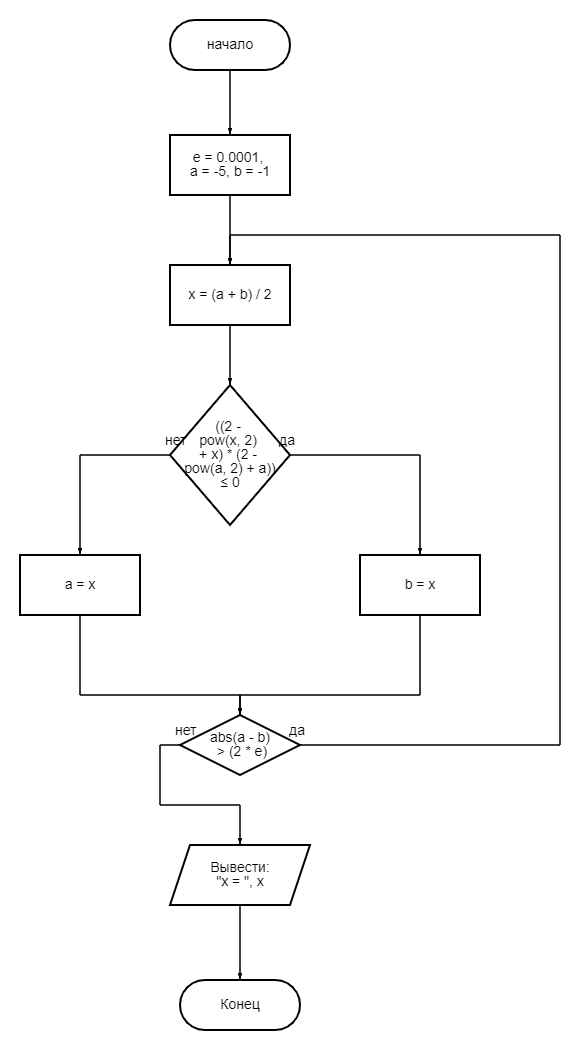 начало
e = 0.0001,
a = -5, b = -1
x = (a + b) / 2
((2 -
нет pow(x, 2) да
+ x) * (2 -
pow(a, 2) + a))
≤ 0
a = x
b = x
нет да
abs(a - b)
> (2 * e)
Вывести:
"x = ", x
Конец